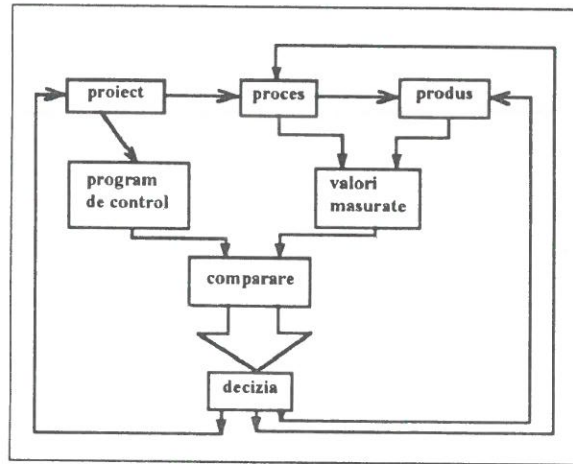 proiect
proces
produs
program
de control
valori
masurate
comparare
decizia